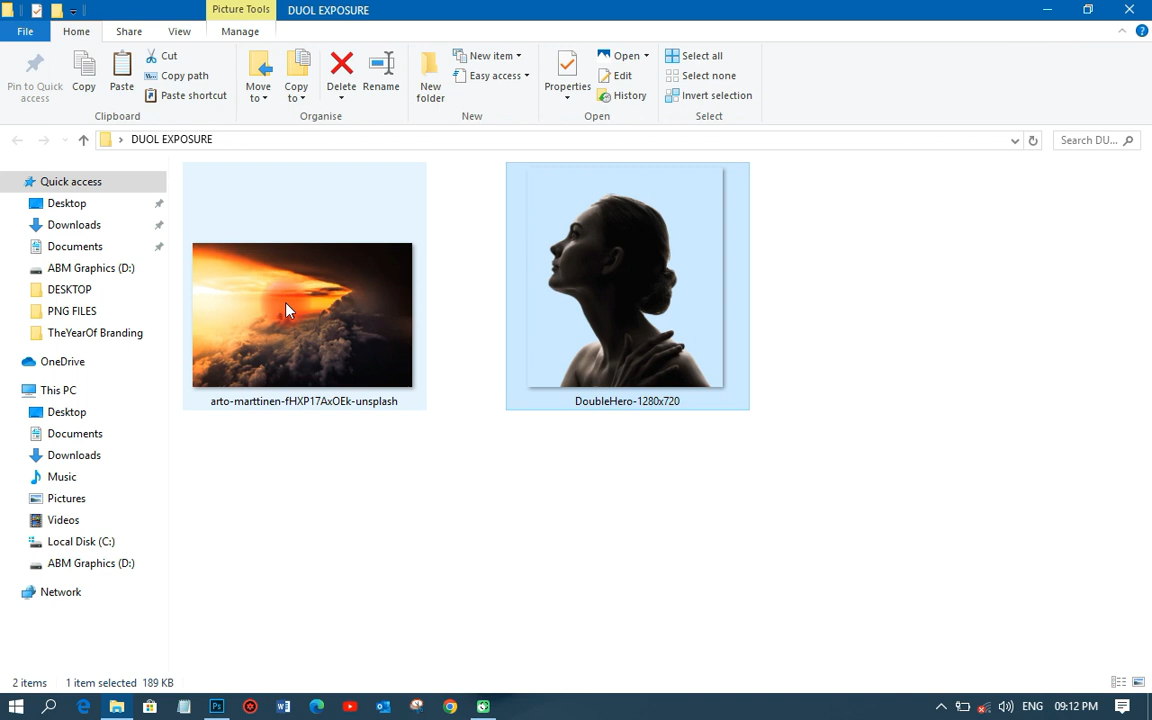 Picture Tools DUOL EXPOSURE
File Home Share View Manage
Pin to Quick access
Copy
Paste
Cut
Copy path
Paste shortcut
Clipboard
Move to
Copy to
Delete
Rename
Organise
New folder
New item
Easy access
New
Properties
Open
Edit
History
Open
Select all
Select none
Invert selection
Select
DUOL EXPOSURE
Search DU...
Quick access
Desktop
Downloads
Documents
ABM Graphics (D:)
DESKTOP
PNG FILES
TheYearOf Branding
OneDrive
This PC
Desktop
Documents
Downloads
Music
Pictures
Videos
Local Disk (C:)
ABM Graphics (D:)
Network
arto-marttinen-fHXP17AxOEk-unsplash
DoubleHero-1280x720
2 items 1 item selected 189 KB
ENG 09:12 PM